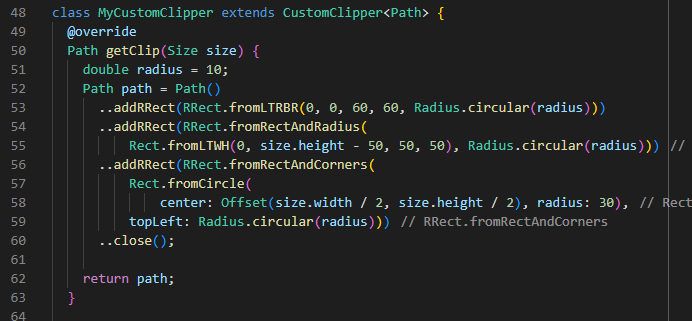 48 class MyCustomClipper extends CustomClipper<Path> {
49 @override
50 Path getClip(Size size) {
51 double radius = 10;
52 Path path = Path()
53 ..addRRect(RRect.fromLTRBR(0, 0, 60, 60, Radius.circular(radius)))
54 ..addRRect(RRect.fromRectAndRadius(
55 Rect.fromLTWH(0, size.height - 50, 50, 50), Radius.circular(radius))) //
56 ..addRRect(RRect.fromRectAndCorners(
57 Rect.fromCircle(
58 center: Offset(size.width / 2, size.height / 2), radius: 30), // Rect
59 topLeft: Radius.circular(radius))) // RRect.fromRectAndCorners
60 ..close();
61
62 return path;
63 }
64